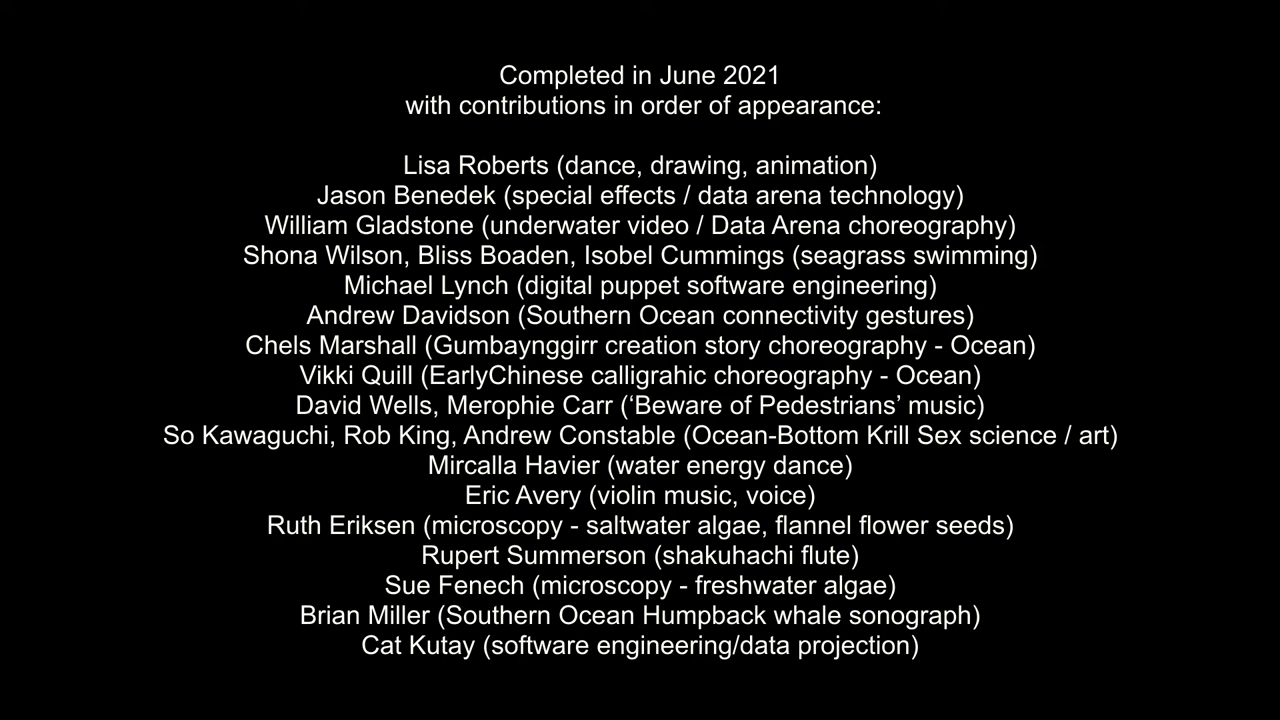 Completed in June 2021
with contributions in order of appearance:
Lisa Roberts (dance, drawing, animation)
Jason Benedek (special effects / data arena technology)
William Gladstone (underwater video / Data Arena choreography)
Shona Wilson, Bliss Boaden, Isobel Cummings (seagrass swimming)
Michael Lynch (digital puppet software engineering)
Andrew Davidson (Southern Ocean connectivity gestures)
Chels Marshall (Gumbaynggirr creation story choreography - Ocean)
Vikki Quill (EarlyChinese calligrahic choreography - Ocean)
David Wells, Merophie Carr (‘Beware of Pedestrians’ music)
So Kawaguchi, Rob King, Andrew Constable (Ocean-Bottom Krill Sex science / art)
Mircalla Havier (water energy dance)
Eric Avery (violin music, voice)
Ruth Eriksen (microscopy - saltwater algae, flannel flower seeds)
Rupert Summerson (shakuhachi flute)
Sue Fenech (microscopy - freshwater algae)
Brian Miller (Southern Ocean Humpback whale sonograph)
Cat Kutay (software engineering/data projection)